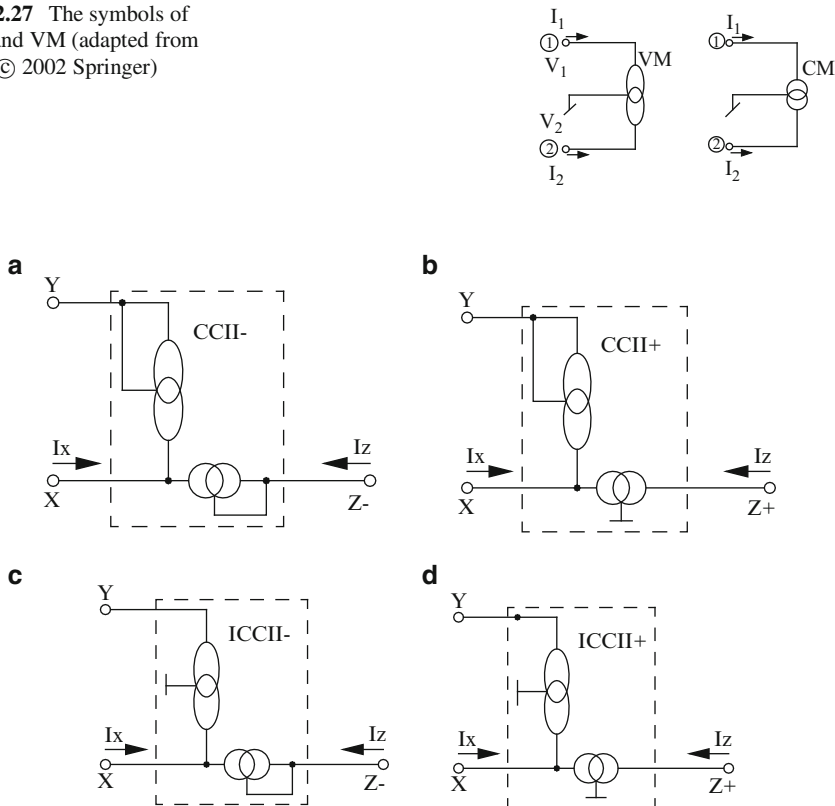 2.27 The symbols of
and VM (adapted from
© 2002 Springer)
I1
I1
1
VM
1
CM
V1
V2
2
2
I2
I2
a
b
Y
Y
CCII-
CCII+
Ix
Iz
Ix
Iz
X
Z-
X
Z+
c
d
Y
Y
ICCII-
ICCII+
Ix
Iz
Ix
Iz
X
Z-
X
Z+